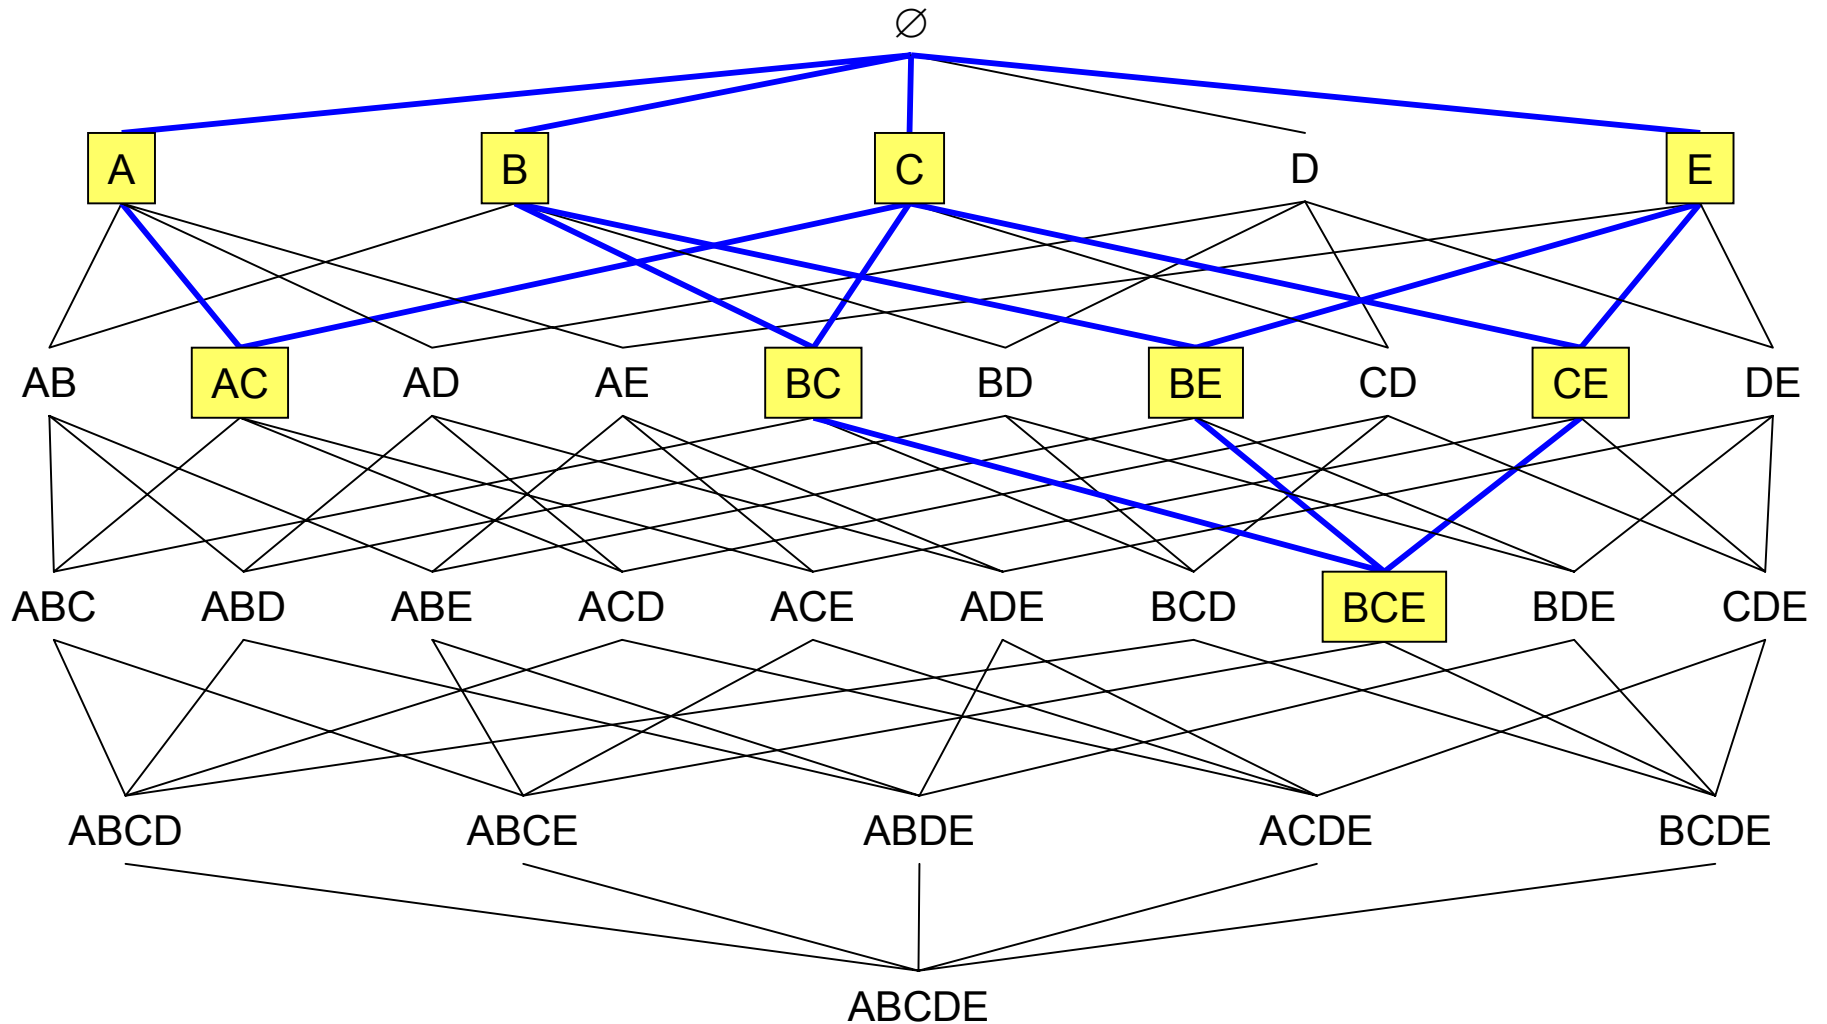 ∅
A B C D E
AB AC AD AE BC BD BE CD CE DE
ABC ABD ABE ACD ACE ADE BCD BCE BDE CDE
ABCD ABCE ABDE ACDE BCDE
ABCDE